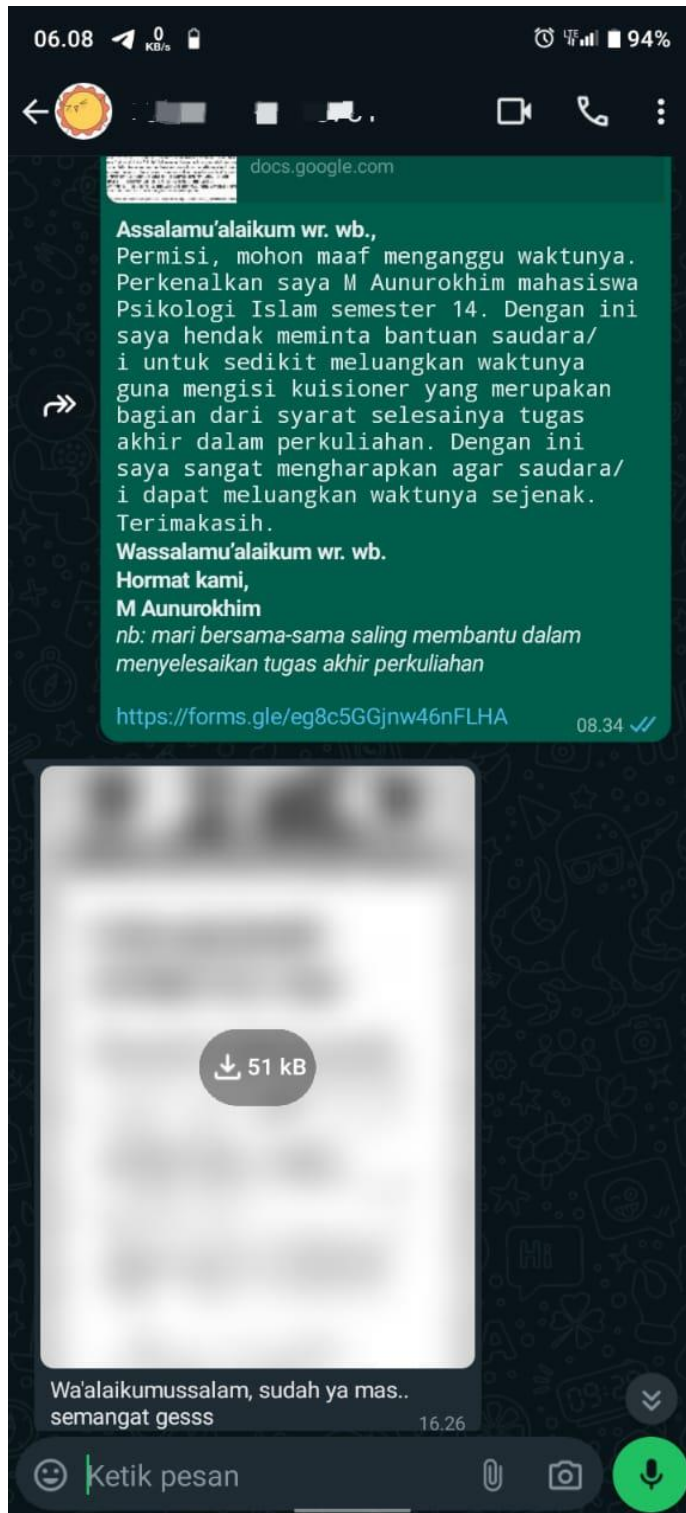 06.08 0 KB/s 94%
docs.google.com
Assalamu'alaikum wr. wb.,
Permisi, mohon maaf menganggu waktunya.
Perkenalkan saya M Aunurokhim mahasiswa
Psikologi Islam semester 14. Dengan ini
saya hendak meminta bantuan saudara/
i untuk sedikit meluangkan waktunya
guna mengisi kuisioner yang merupakan
bagian dari syarat selesainya tugas
akhir dalam perkuliahan. Dengan ini
saya sangat mengharapkan agar saudara/
i dapat meluangkan waktunya sejenak.
Terimakasih.
Wassalamu'alaikum wr. wb.
Hormat kami,
M Aunurokhim
nb: mari bersama-sama saling membantu dalam
menyelesaikan tugas akhir perkuliahan
https://forms.gle/eg8c5GGjnw46nFLHA 08.34
51 kB
Wa'alaikumussalam, sudah ya mas..
semangat gesss 16.26
Ketik pesan